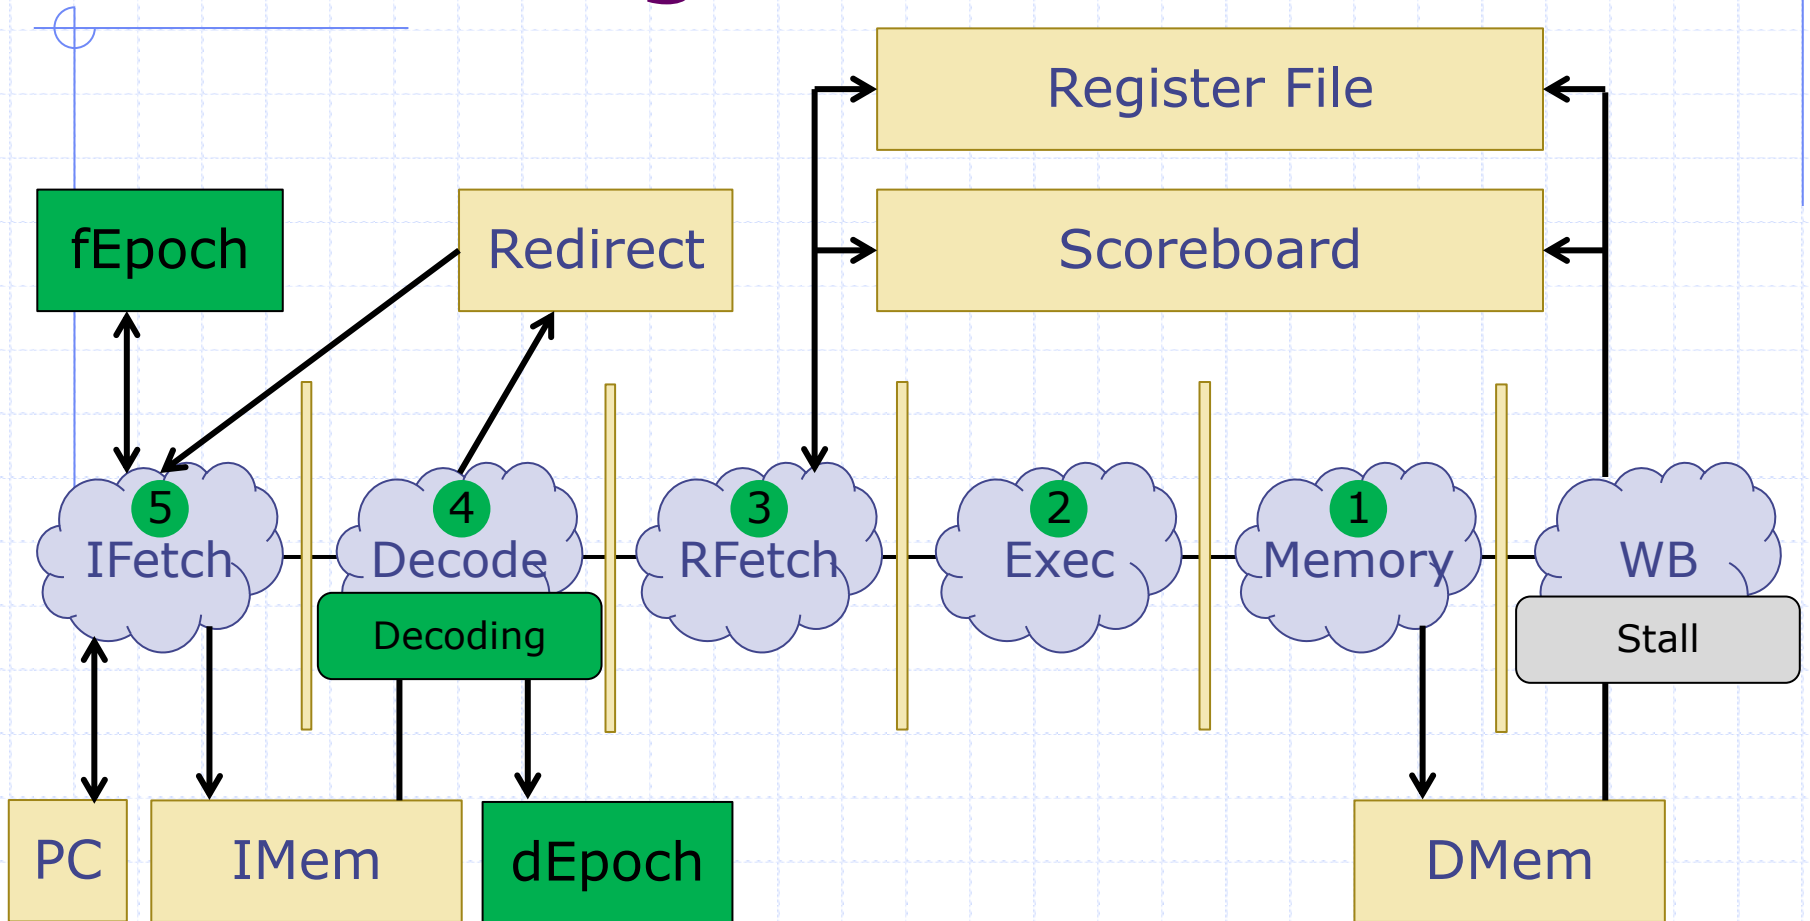 Register File
fEpoch
Redirect
Scoreboard
5
4
3
2
1
IFetch
Decode
RFetch
Exec
Memory
WB
Decoding
Stall
PC
IMem
dEpoch
DMem